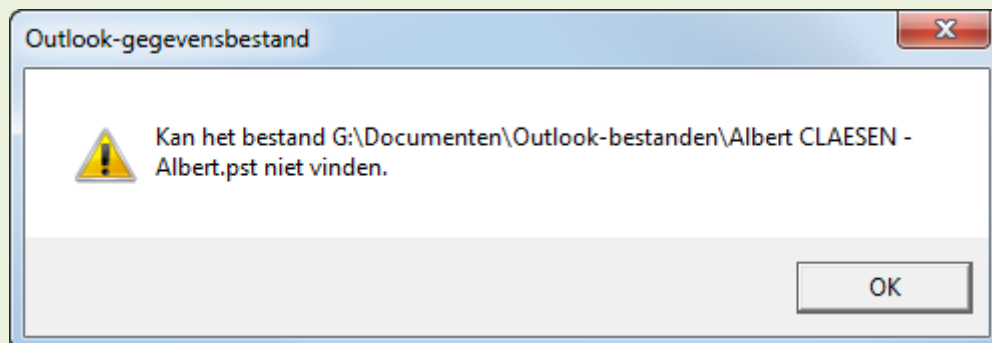 Outlook-gegevensbestand
Kan het bestand G:\Documenten\Outlook-bestanden\Albert CLAESEN -
Albert.pst niet vinden.
OK